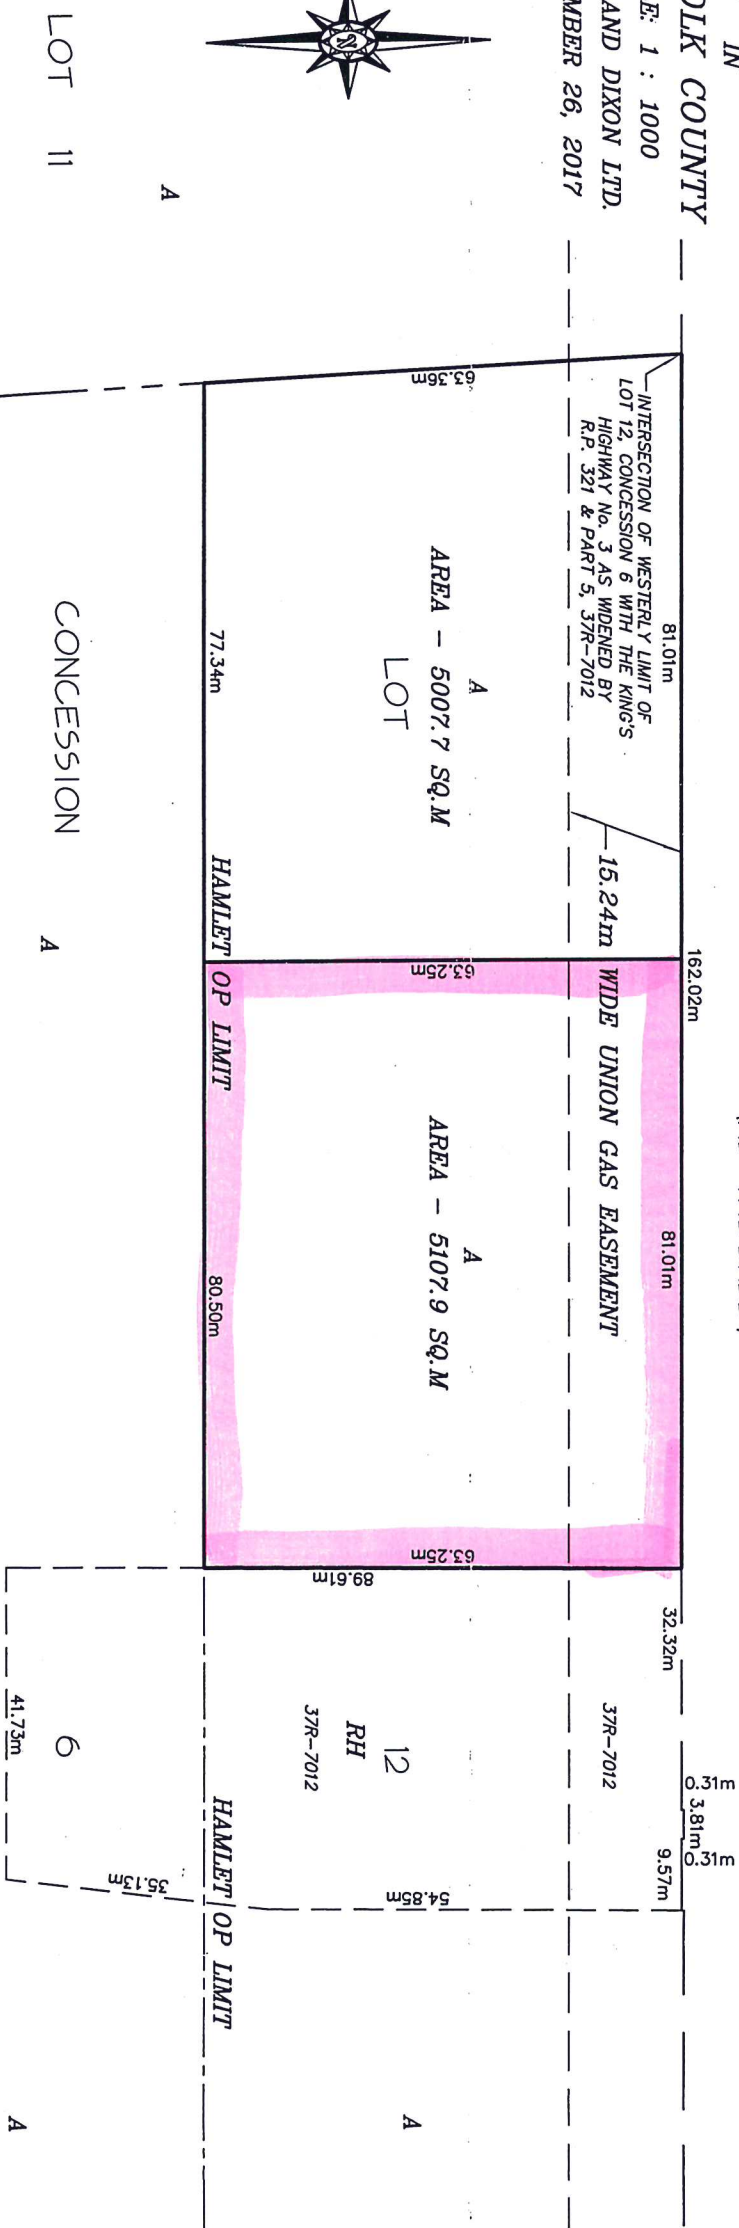 IN
OLK COUNTY
E: 1 : 1000
AND DIXON LTD.
MBER 26, 2017
N
INTERSECTION OF WESTERLY LIMIT OF
LOT 12, CONCESSION 6 WITH THE KING'S
HIGHWAY No. 3 AS WIDENED BY
R.P. 321 & PART 5, 37R-7012
162.02m
81.01m
81.01m
32.32m
0.31m
3.81m
0.31m
9.57m
15.24m WIDE UNION GAS EASEMENT
37R-7012
63.36m
A
AREA - 5007.7 SQ.M
LOT
63.25m
A
AREA - 5107.9 SQ.M
63.25m
89.61m
12
RH
37R-7012
54.85m
A
77.34m
HAMLET OP LIMIT
80.50m
HAMLET OP LIMIT
35.13m
A
LOT 11
CONCESSION
A
6
41.73m
A